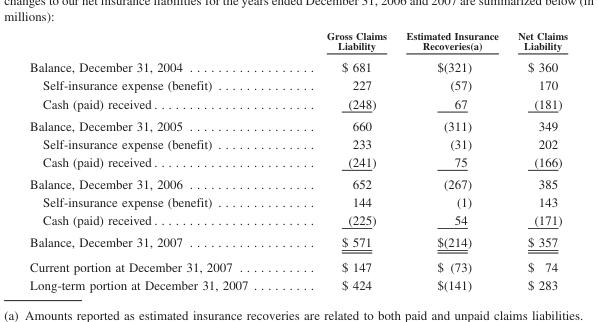 changes to our net insurance liabilities for the years ended December 31, 2006 and 2007 are summarized below (in
millions):
Gross Claims Liability Estimated Insurance Recoveries(a) Net Claims Liability
Balance, December 31, 2004 . . . . . . . . . . . . . . . . . . . $ 681 $(321) $ 360
Self-insurance expense (benefit) . . . . . . . . . . . . . . 227 (57) 170
Cash (paid) received . . . . . . . . . . . . . . . . . . . . . . . . (248) 67 (181)
Balance, December 31, 2005 . . . . . . . . . . . . . . . . . . . 660 (311) 349
Self-insurance expense (benefit) . . . . . . . . . . . . . . 233 (31) 202
Cash (paid) received . . . . . . . . . . . . . . . . . . . . . . . . (241) 75 (166)
Balance, December 31, 2006 . . . . . . . . . . . . . . . . . . . 652 (267) 385
Self-insurance expense (benefit) . . . . . . . . . . . . . . 144 (1) 143
Cash (paid) received . . . . . . . . . . . . . . . . . . . . . . . . (225) 54 (171)
Balance, December 31, 2007 . . . . . . . . . . . . . . . . . . . $ 571 $(214) $ 357
Current portion at December 31, 2007 . . . . . . . . . . . $ 147 $ (73) $ 74
Long-term portion at December 31, 2007 . . . . . . . . . $ 424 $(141) $ 283
(a) Amounts reported as estimated insurance recoveries are related to both paid and unpaid claims liabilities.